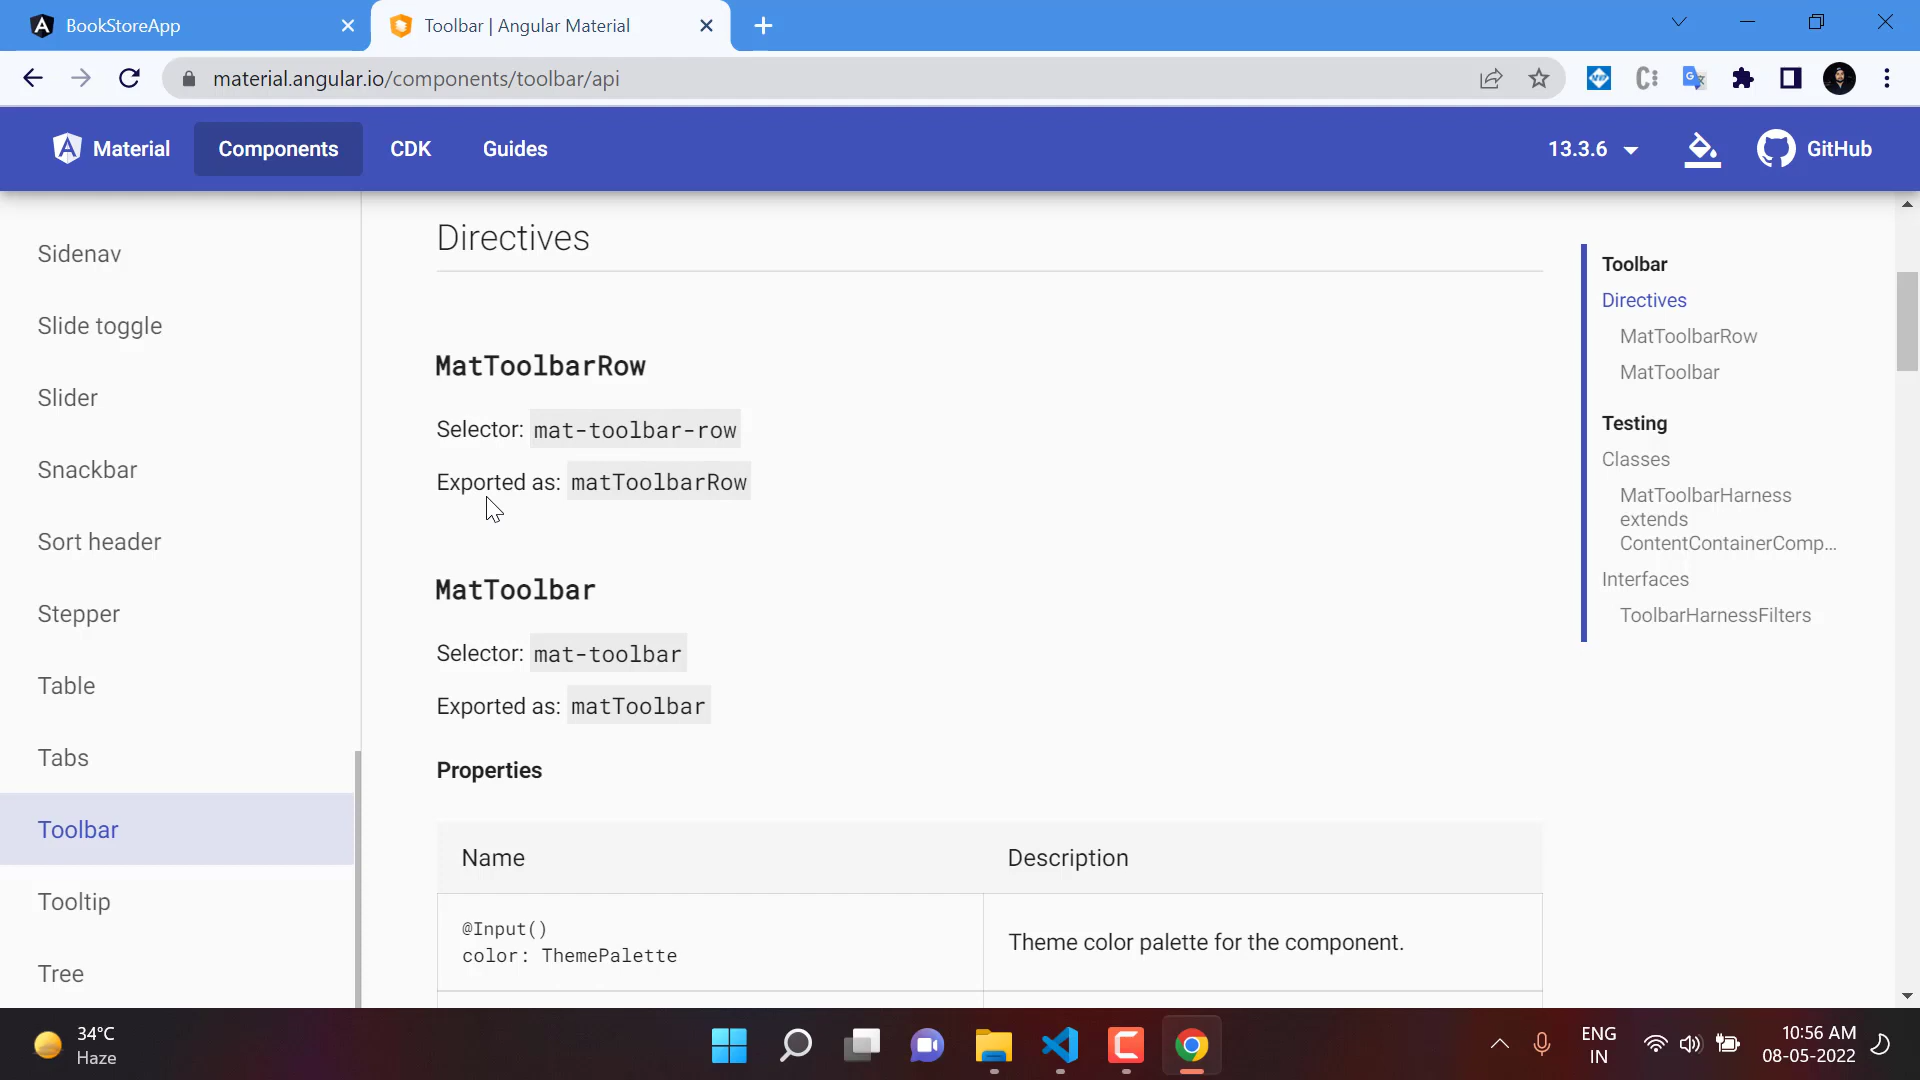 BookStoreApp
Toolbar | Angular Material
material.angular.io/components/toolbar/api
Material
Components
CDK
Guides
13.3.6
GitHub
Sidenav
Slide toggle
Slider
Snackbar
Sort header
Stepper
Table
Tabs
Toolbar
Tooltip
Tree
Directives
MatToolbarRow
Selector: mat-toolbar-row
Exported as: matToolbarRow
MatToolbar
Selector: mat-toolbar
Exported as: matToolbar
Properties
Name Description
@Input()
color: ThemePalette
Theme color palette for the component.
Toolbar
Directives
MatToolbarRow
MatToolbar
Testing
Classes
MatToolbarHarness
extends
ContentContainerComp...
Interfaces
ToolbarHarnessFilters
34°C
Haze
ENG
IN
10:56 AM
08-05-2022